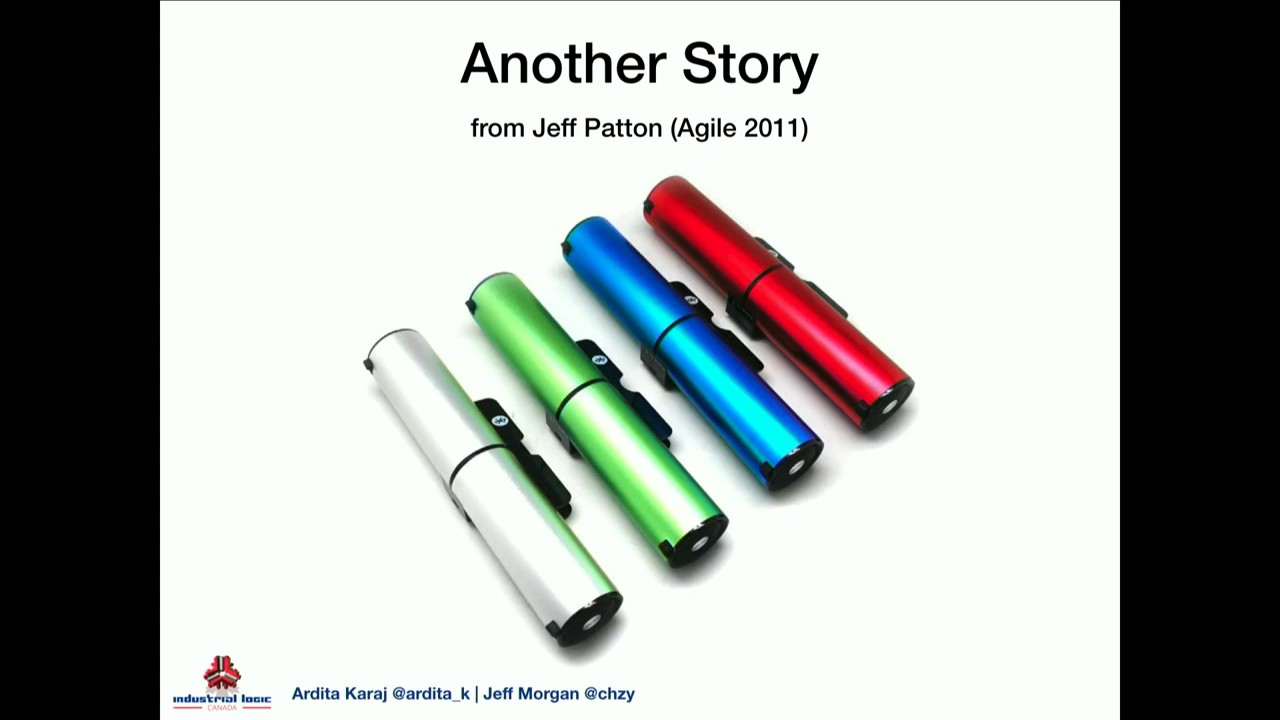 Another Story
from Jeff Patton (Agile 2011)
industrial logic
CANADA
Ardita Karaj @ardita_k | Jeff Morgan @chzy